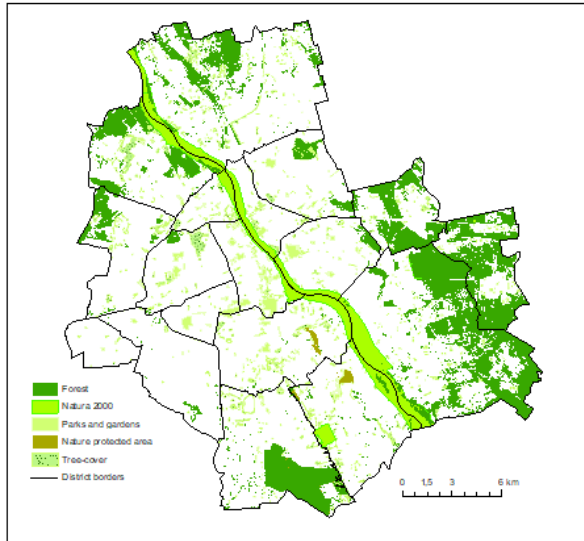 Forest
Natura 2000
Parks and gardens
Nature protected area
Tree-cover
District borders
0 1,5 3 6 km